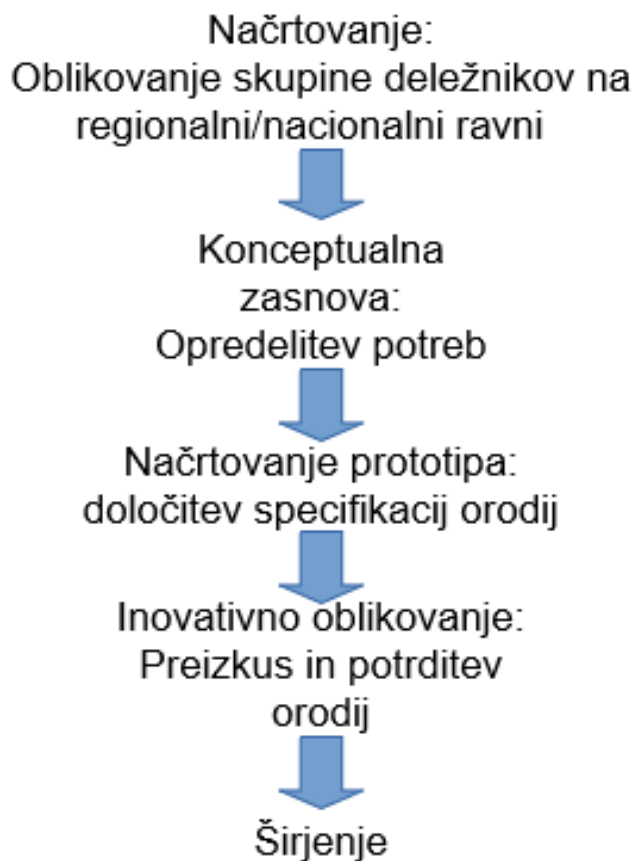 Načrtovanje:
Oblikovanje skupine deležnikov na
regionalni/nacionalni ravni
Konceptualna
zasnova:
Opredelitev potreb
Načrtovanje prototipa:
določitev specifikacij orodij
Inovativno oblikovanje:
Preizkus in potrditev
orodij
Širjenje